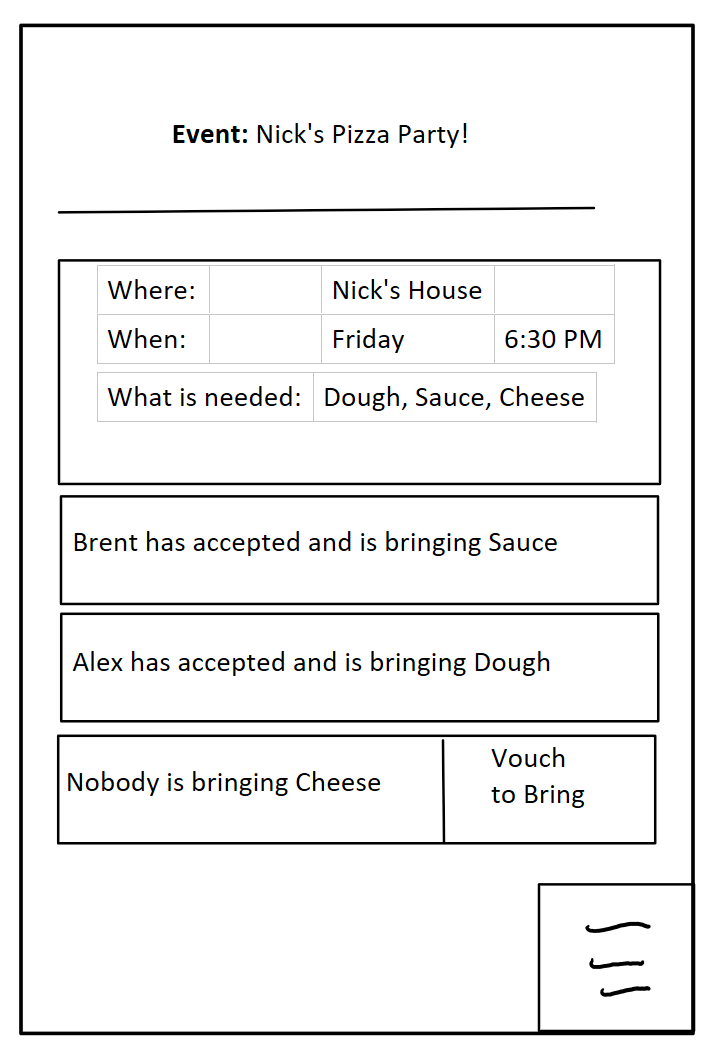 Event: Nick's Pizza Party!
Where: Nick's House
When: Friday 6:30 PM
What is needed: Dough, Sauce, Cheese
Brent has accepted and is bringing Sauce
Alex has accepted and is bringing Dough
Nobody is bringing Cheese
Vouch
to Bring